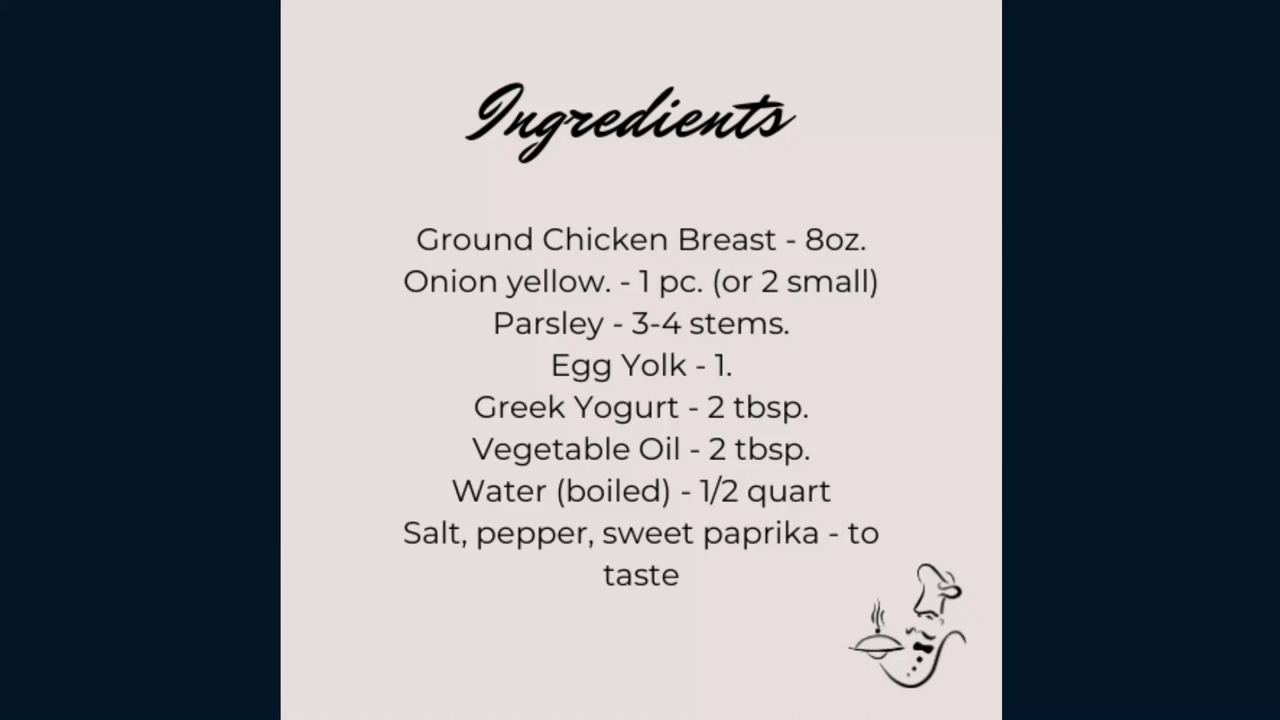 Ingredients
Ground Chicken Breast - 8oz.
Onion yellow. - 1 pc. (or 2 small)
Parsley - 3-4 stems.
Egg Yolk - 1.
Greek Yogurt - 2 tbsp.
Vegetable Oil - 2 tbsp.
Water (boiled) - 1/2 quart
Salt, pepper, sweet paprika - to
taste